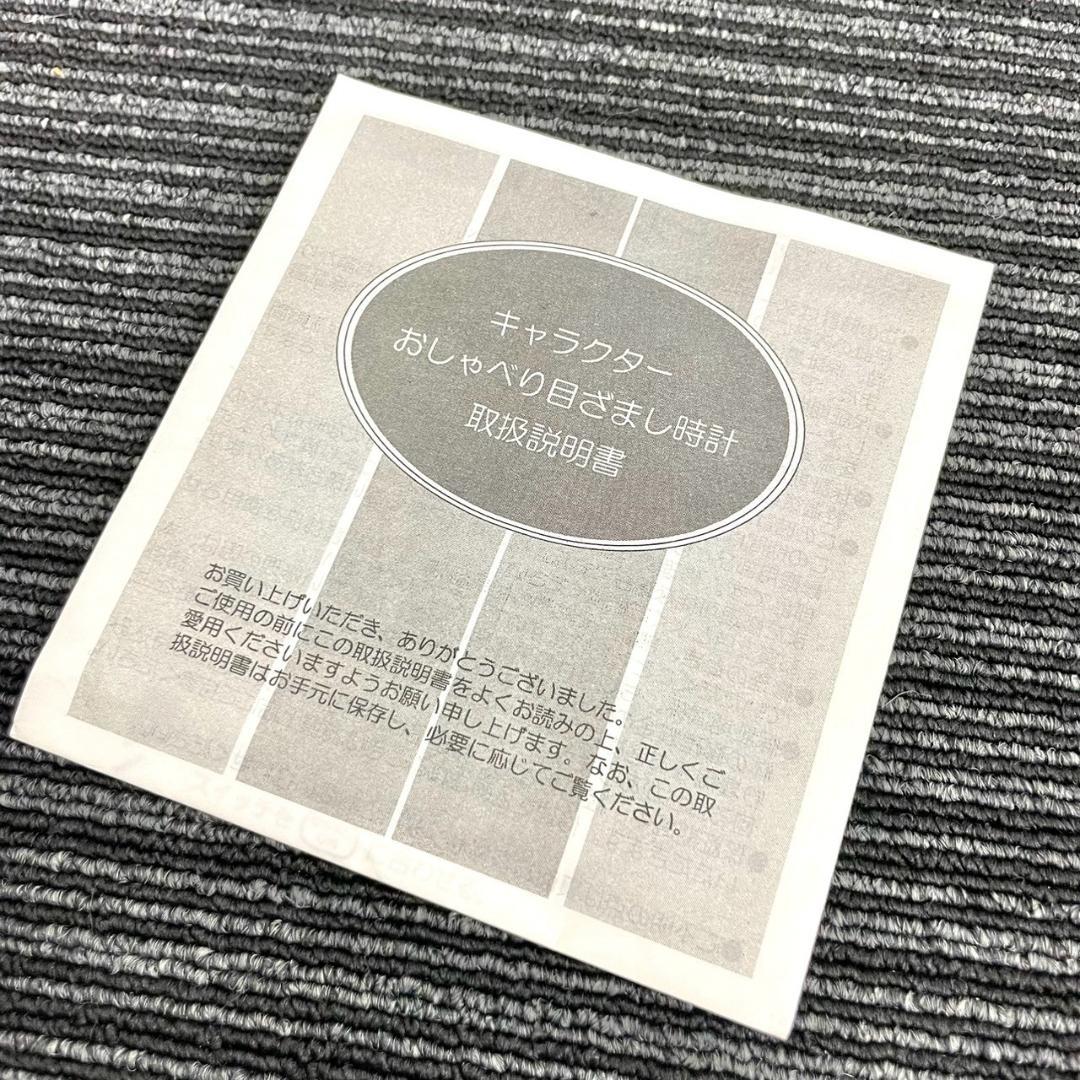 キャラクター
おしゃべり目ざまし時計
取扱説明書
お買い上げいただき、ありがとうございました。
ご使用の前にこの取扱説明書をよくお読みの上、正しくご
愛用くださいますようお願い申し上げます。なお、この取
扱説明書はお手元に保存し、必要に応じてご覧ください。